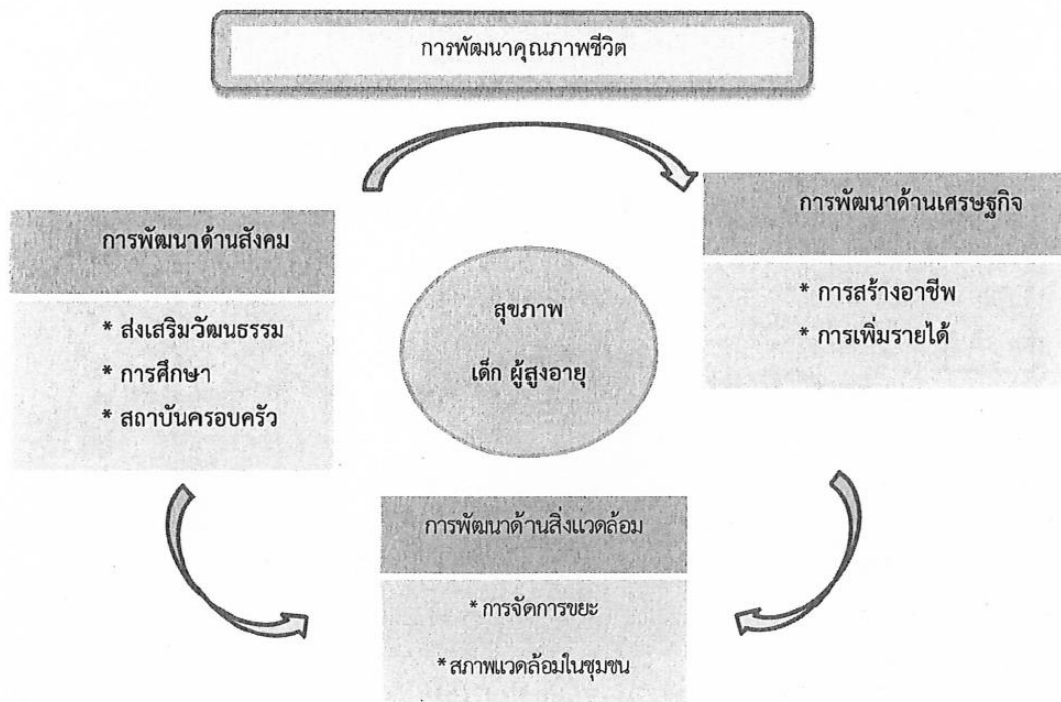 การพัฒนาคุณภาพชีวิต
การพัฒนาด้านสังคม
* ส่งเสริมวัฒนธรรม
* การศึกษา
* สถาบันครอบครัว
สุขภาพ
เด็ก ผู้สูงอายุ
การพัฒนาด้านเศรษฐกิจ
* การสร้างอาชีพ
* การเพิ่มรายได้
การพัฒนาด้านสิ่งแวดล้อม
* การจัดการขยะ
* สภาพแวดล้อมในชุมชน